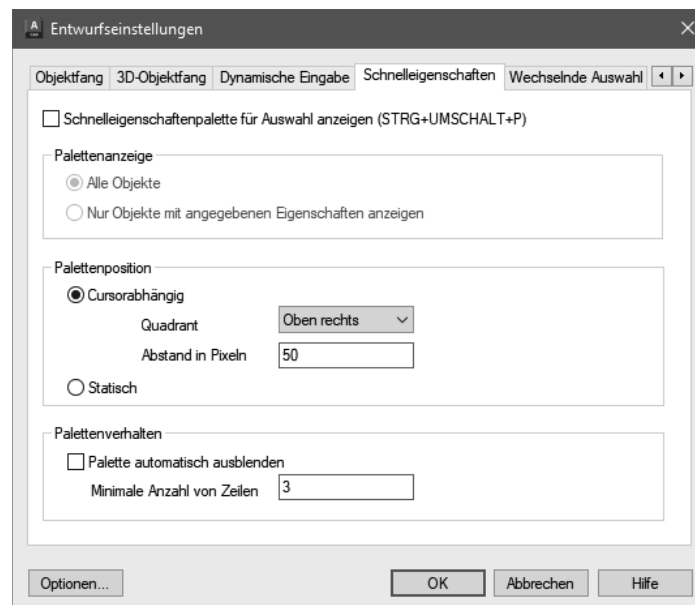 A
CAD
Entwurfseinstellungen
Objektfang 3D-Objektfang Dynamische Eingabe Schnelleigenschaften Wechselnde Auswahl
Schnelleigenschaftenpalette für Auswahl anzeigen (STRG+UMSCHALT+P)
Palettenanzeige
Alle Objekte
Nur Objekte mit angegebenen Eigenschaften anzeigen
Palettenposition
Cursorabhängig
Quadrant Oben rechts
Abstand in Pixeln 50
Statisch
Palettenverhalten
Palette automatisch ausblenden
Minimale Anzahl von Zeilen 3
Optionen... OK Abbrechen Hilfe